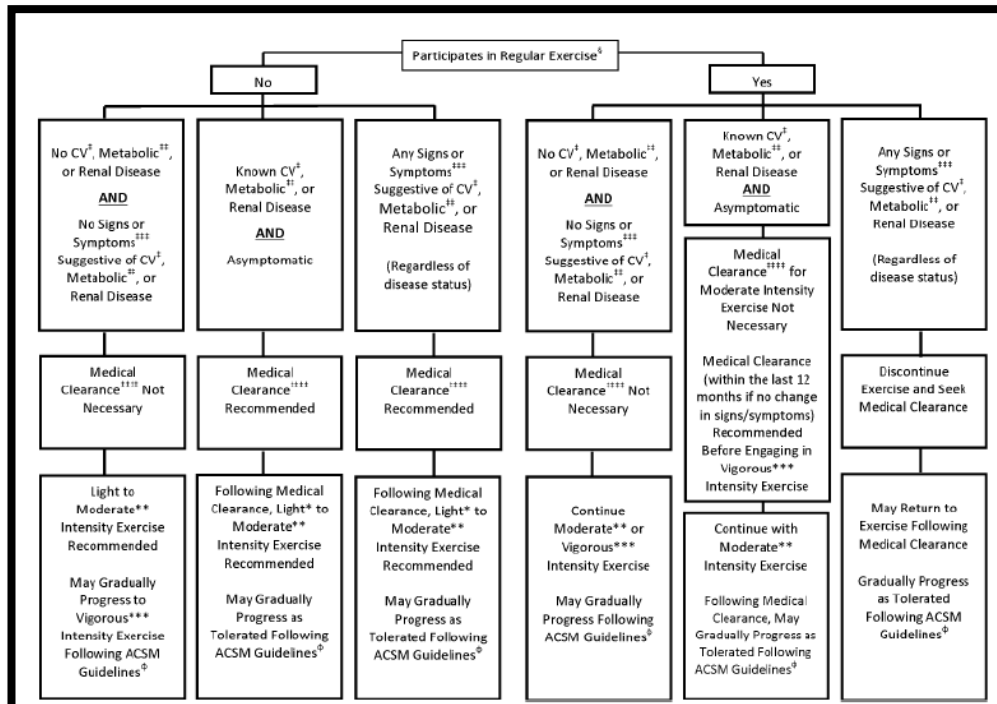 Participates in Regular Exercise§
No
Yes
No CV‡, Metabolic‡‡,
or Renal Disease
AND
No Signs or
Symptoms‡‡‡
Suggestive of CV‡,
Metabolic‡‡, or
Renal Disease
Medical
Clearance‡‡‡‡ Not
Necessary
Light to
Moderate**
Intensity Exercise
Recommended
May Gradually
Progress to
Vigorous***
Intensity Exercise
Following ACSM
Guidelinesϕ
Known CV‡,
Metabolic‡‡, or
Renal Disease
AND
Asymptomatic
Medical
Clearance‡‡‡‡
Recommended
Following Medical
Clearance, Light* to
Moderate**
Intensity Exercise
Recommended
May Gradually
Progress as
Tolerated Following
ACSM Guidelinesϕ
Any Signs or
Symptoms‡‡‡
Suggestive of CV‡,
Metabolic‡‡, or
Renal Disease
(Regardless of
disease status)
Medical
Clearance‡‡‡‡
Recommended
Following Medical
Clearance, Light* to
Moderate**
Intensity Exercise
Recommended
May Gradually
Progress as
Tolerated Following
ACSM Guidelinesϕ
No CV‡, Metabolic‡‡,
or Renal Disease
AND
No Signs or
Symptoms‡‡‡
Suggestive of CV‡,
Metabolic‡‡, or
Renal Disease
Medical
Clearance‡‡‡‡ Not
Necessary
Continue
Moderate** or
Vigorous***
Intensity Exercise
May Gradually
Progress Following
ACSM Guidelinesϕ
Known CV‡,
Metabolic‡‡, or
Renal Disease
AND
Asymptomatic
Medical
Clearance‡‡‡‡ for
Moderate Intensity
Exercise Not
Necessary
Medical Clearance
(within the last 12
months if no change
in signs/symptoms)
Recommended
Before Engaging in
Vigorous***
Intensity Exercise
Continue with
Moderate**
Intensity Exercise
Following Medical
Clearance, May
Gradually Progress as
Tolerated Following
ACSM Guidelinesϕ
Any Signs or
Symptoms‡‡‡
Suggestive of CV‡,
Metabolic‡‡, or
Renal Disease
(Regardless of
disease status)
Discontinue
Exercise and Seek
Medical Clearance
May Return to
Exercise Following
Medical Clearance
Gradually Progress
as Tolerated
Following ACSM
Guidelinesϕ